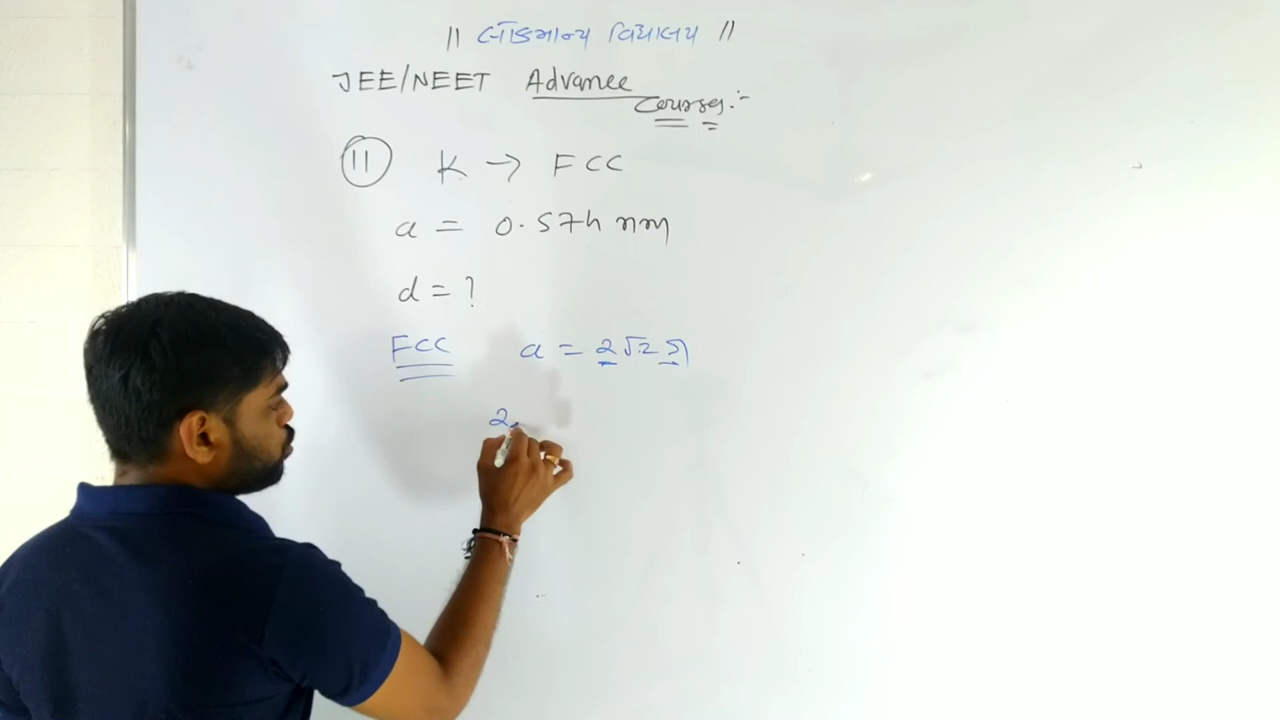 || લોકમાન્ય વિદ્યાલય ||
JEE/NEET Advance
Courses:-
11 K → FCC
a = 0.574 nm
d = ?
FCC a = 2√2 r
2